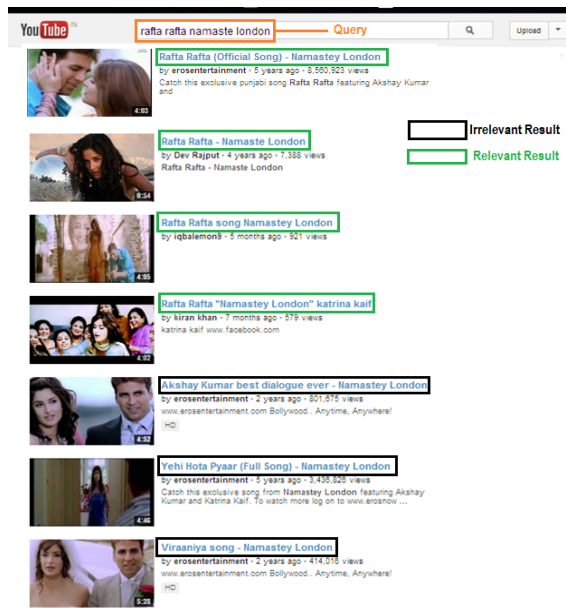 You Tube IN
rafta rafta namaste london
Query
Upload
Rafta Rafta (Official Song) - Namastey London
by erosentertainment - 5 years ago - 8,560,923 views
Catch this exclusive punjabi song Rafta Rafta featuring Akshay Kumar
and
4:03
Irrelevant Result
Relevant Result
Rafta Rafta - Namaste London
by Dev Rajput - 4 years ago - 7,388 views
Rafta Rafta - Namaste London
0:54
Rafta Rafta song Namastey London
by iqbalemon9 - 5 months ago - 921 views
4:05
Rafta Rafta "Namastey London" katrina kaif
by kiran khan - 7 months ago - 579 views
katrina kaif www.facebook.com
4:02
Akshay Kumar best dialogue ever - Namastey London
by erosentertainment - 2 years ago - 801,675 views
www.erosentertainment.com Bollywood.. Anytime, Anywhere!
HD
4:52
Yehi Hota Pyaar (Full Song) - Namastey London
by erosentertainment - 5 years ago - 3,436,826 views
Catch this exclusive song from Namastey London featuring Akshay
Kumar and Katrina Kaif. To watch more log on to www.erosnow ...
4:46
Viraaniya song - Namastey London
by erosentertainment - 2 years ago - 414,016 views
www.erosentertainment.com Bollywood.. Anytime, Anywhere!
HD
5:28